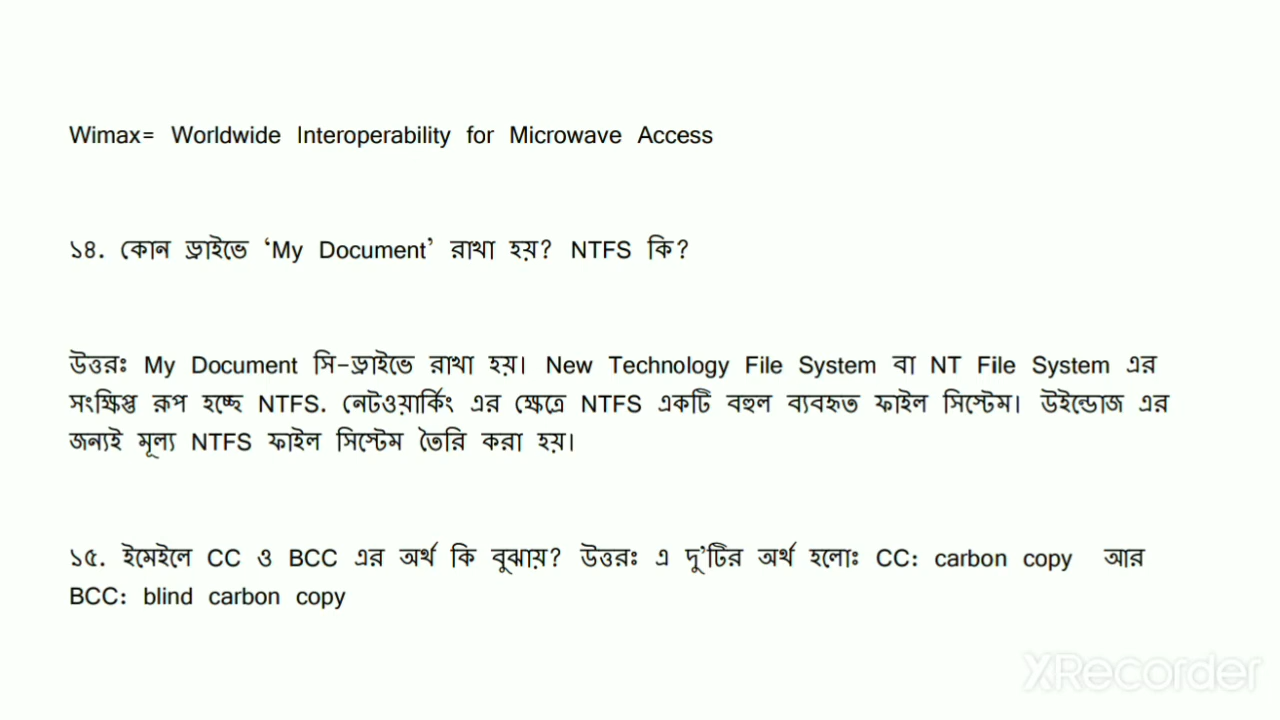 Wimax= Worldwide Interoperability for Microwave Access
১৪. কোন ড্রাইভে ‘My Document’ রাখা হয়? NTFS কি?
উত্তরঃ My Document সি-ড্রাইভে রাখা হয়। New Technology File System বা NT File System এর
সংক্ষিপ্ত রূপ হচ্ছে NTFS. নেটওয়ার্কিং এর ক্ষেত্রে NTFS একটি বহুল ব্যবহৃত ফাইল সিস্টেম। উইন্ডোজ এর
জন্যই মূল্য NTFS ফাইল সিস্টেম তৈরি করা হয়।
১৫. ইমেইলে CC ও BCC এর অর্থ কি বুঝায়? উত্তরঃ এ দু’টির অর্থ হলোঃ CC: carbon copy আর
BCC: blind carbon copy
XRecorder